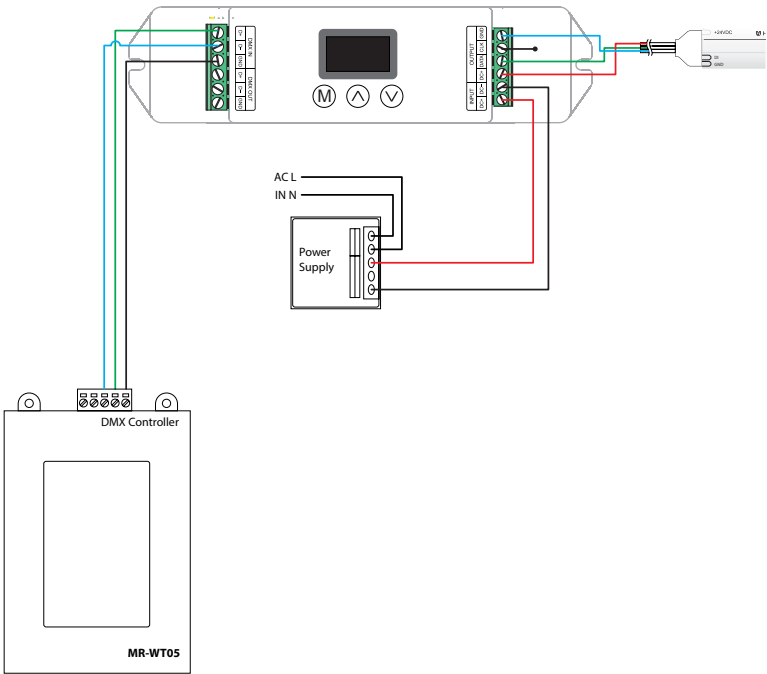 DMX IN
D+
D-
GND
DMX OUT
D+
D-
GND
M
OUTPUT
GND
CLK
DATA
DC+
INPUT
DC-
DC+
+24VDC
DI
GND
AC L
IN N
Power
Supply
DMX Controller
MR-WT05